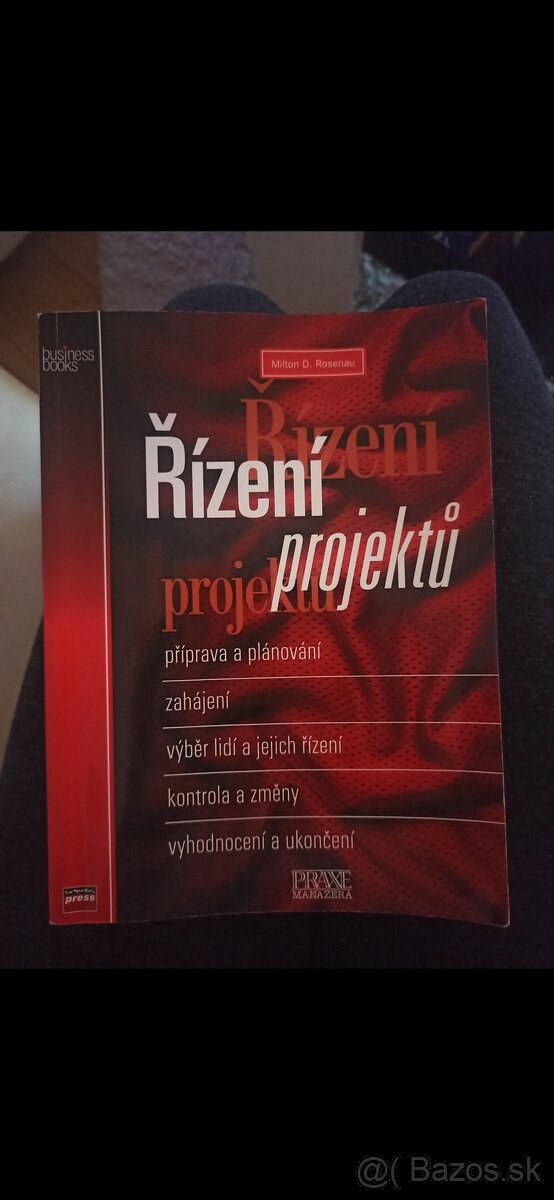 business
books
Milton D. Rosenau
Řízení
Řízení
projektů
projektů
příprava a plánování
zahájení
výběr lidí a jejich řízení
kontrola a změny
vyhodnocení a ukončení
PRAXE
MANAŽERA
computer
press
@( Bazos.sk